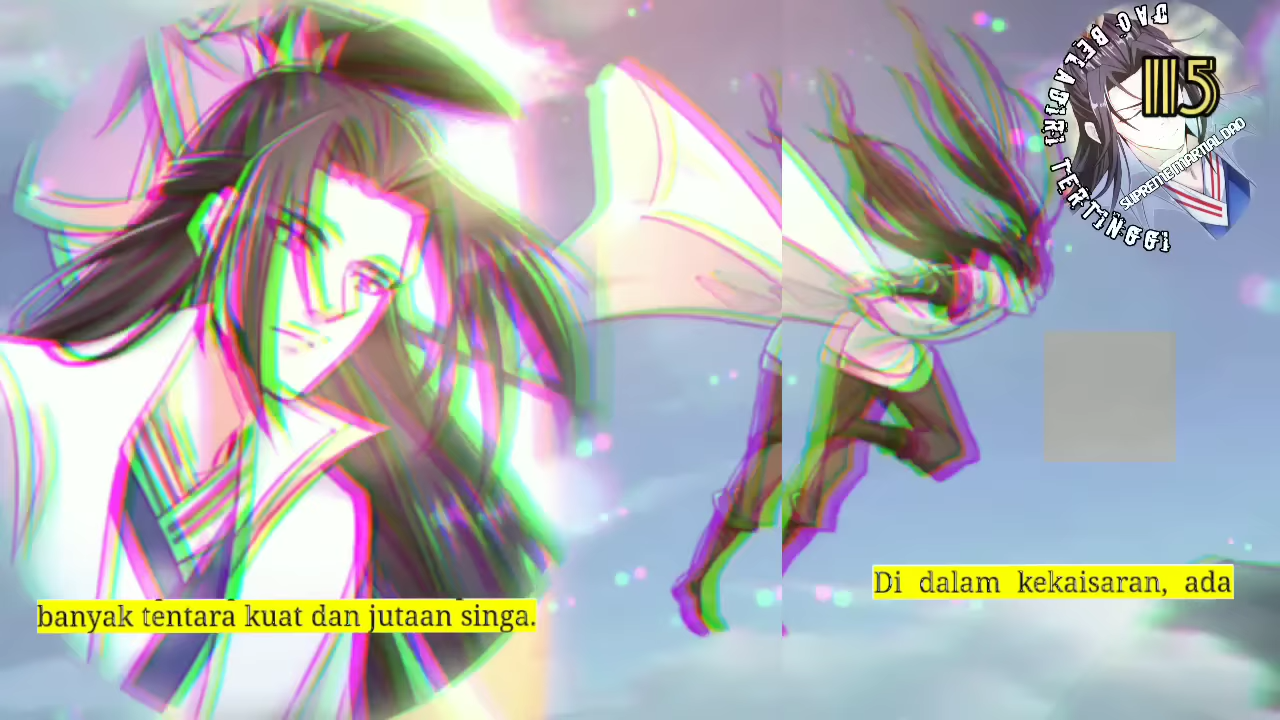 DAO BELADIRI TERTINGGI
115
SUPREME MARTIAL DAO
Di dalam kekaisaran, ada
banyak tentara kuat dan jutaan singa.